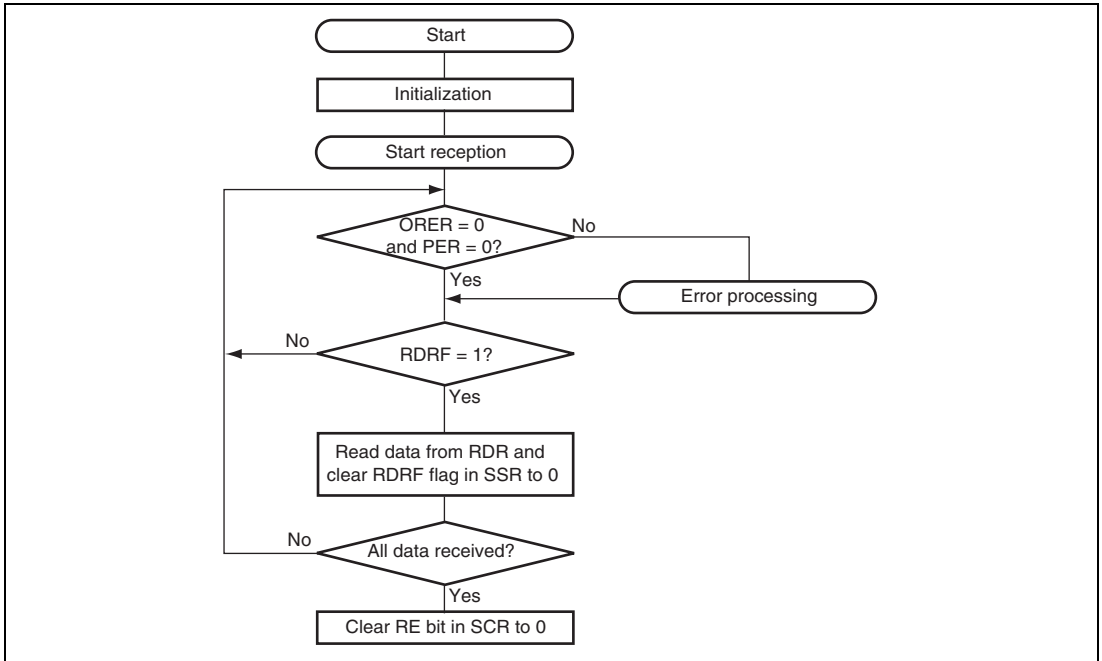 Start
Initialization
Start reception
ORER = 0
and PER = 0?
No
Yes
Error processing
No
RDRF = 1?
Yes
Read data from RDR and
clear RDRF flag in SSR to 0
No
All data received?
Yes
Clear RE bit in SCR to 0